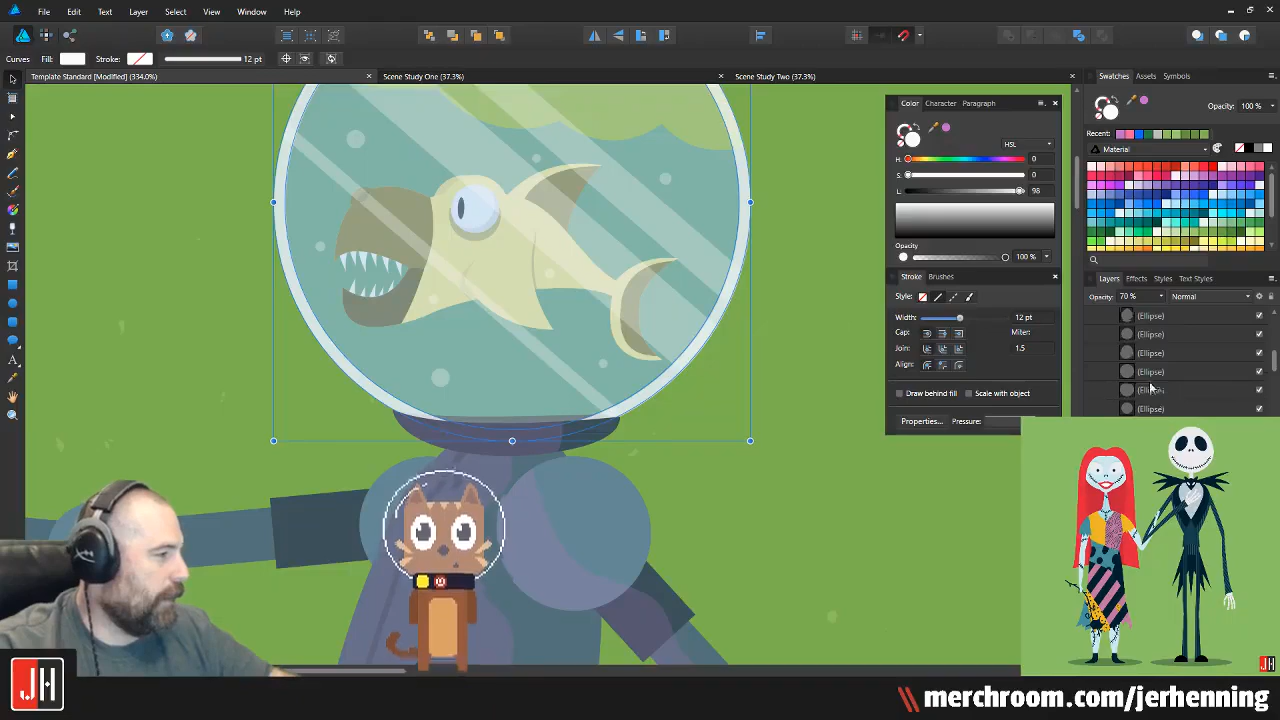 File Edit Text Layer Select View Window Help
Curves Fill: Stroke: 12 pt
Template Standard [Modified] (334.0%) Scene Study One (37.3%) Scene Study Two (37.3%)
Swatches Assets Symbols
Color Character Paragraph
Opacity: 100 %
HSL
Recent:
Material
H: 0
S: 0
L: 98
Opacity
100 %
Stroke Brushes
Layers Effects Styles Text Styles
Style:
Opacity: 70 % Normal
Width: 12 pt
Cap: Miter:
Join: 1.5
Align:
Draw behind fill Scale with object
Properties... Pressure:
(Ellipse)
(Ellipse)
(Ellipse)
(Ellipse)
(Ellipse)
(Ellipse)
JH
JH
merchroom.com/jerhenning